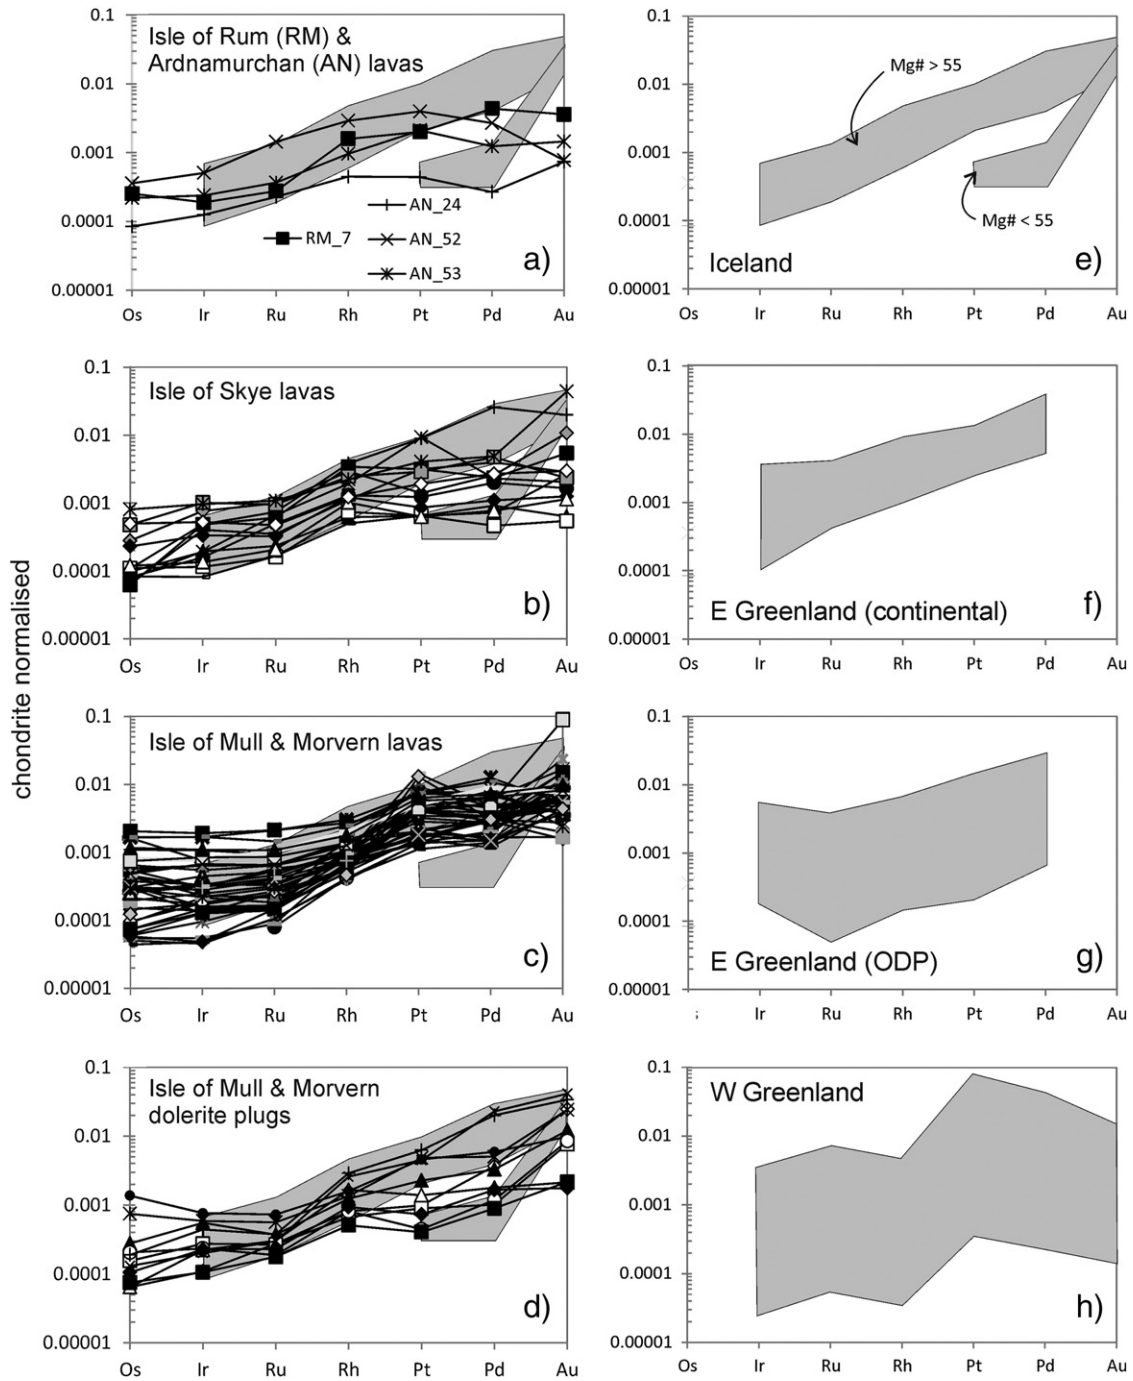 chondrite normalised
0.1
0.01
0.001
0.0001
0.00001
Isle of Rum (RM) &
Ardnamurchan (AN) lavas
AN_24
RM_7
AN_52
AN_53
a)
Os Ir Ru Rh Pt Pd Au
0.1
0.01
0.001
0.0001
0.00001
Mg# > 55
Mg# < 55
Iceland
e)
Os Ir Ru Rh Pt Pd Au
0.1
0.01
0.001
0.0001
0.00001
Isle of Skye lavas
b)
Os Ir Ru Rh Pt Pd Au
0.1
0.01
0.001
0.0001
0.00001
E Greenland (continental)
f)
Os Ir Ru Rh Pt Pd Au
0.1
0.01
0.001
0.0001
0.00001
Isle of Mull & Morvern lavas
c)
Os Ir Ru Rh Pt Pd Au
0.1
0.01
0.001
0.0001
0.00001
E Greenland (ODP)
g)
Ir Ru Rh Pt Pd Au
0.1
0.01
0.001
0.0001
0.00001
Isle of Mull & Morvern
dolerite plugs
d)
Os Ir Ru Rh Pt Pd Au
0.1
0.01
0.001
0.0001
0.00001
W Greenland
h)
Os Ir Ru Rh Pt Pd Au